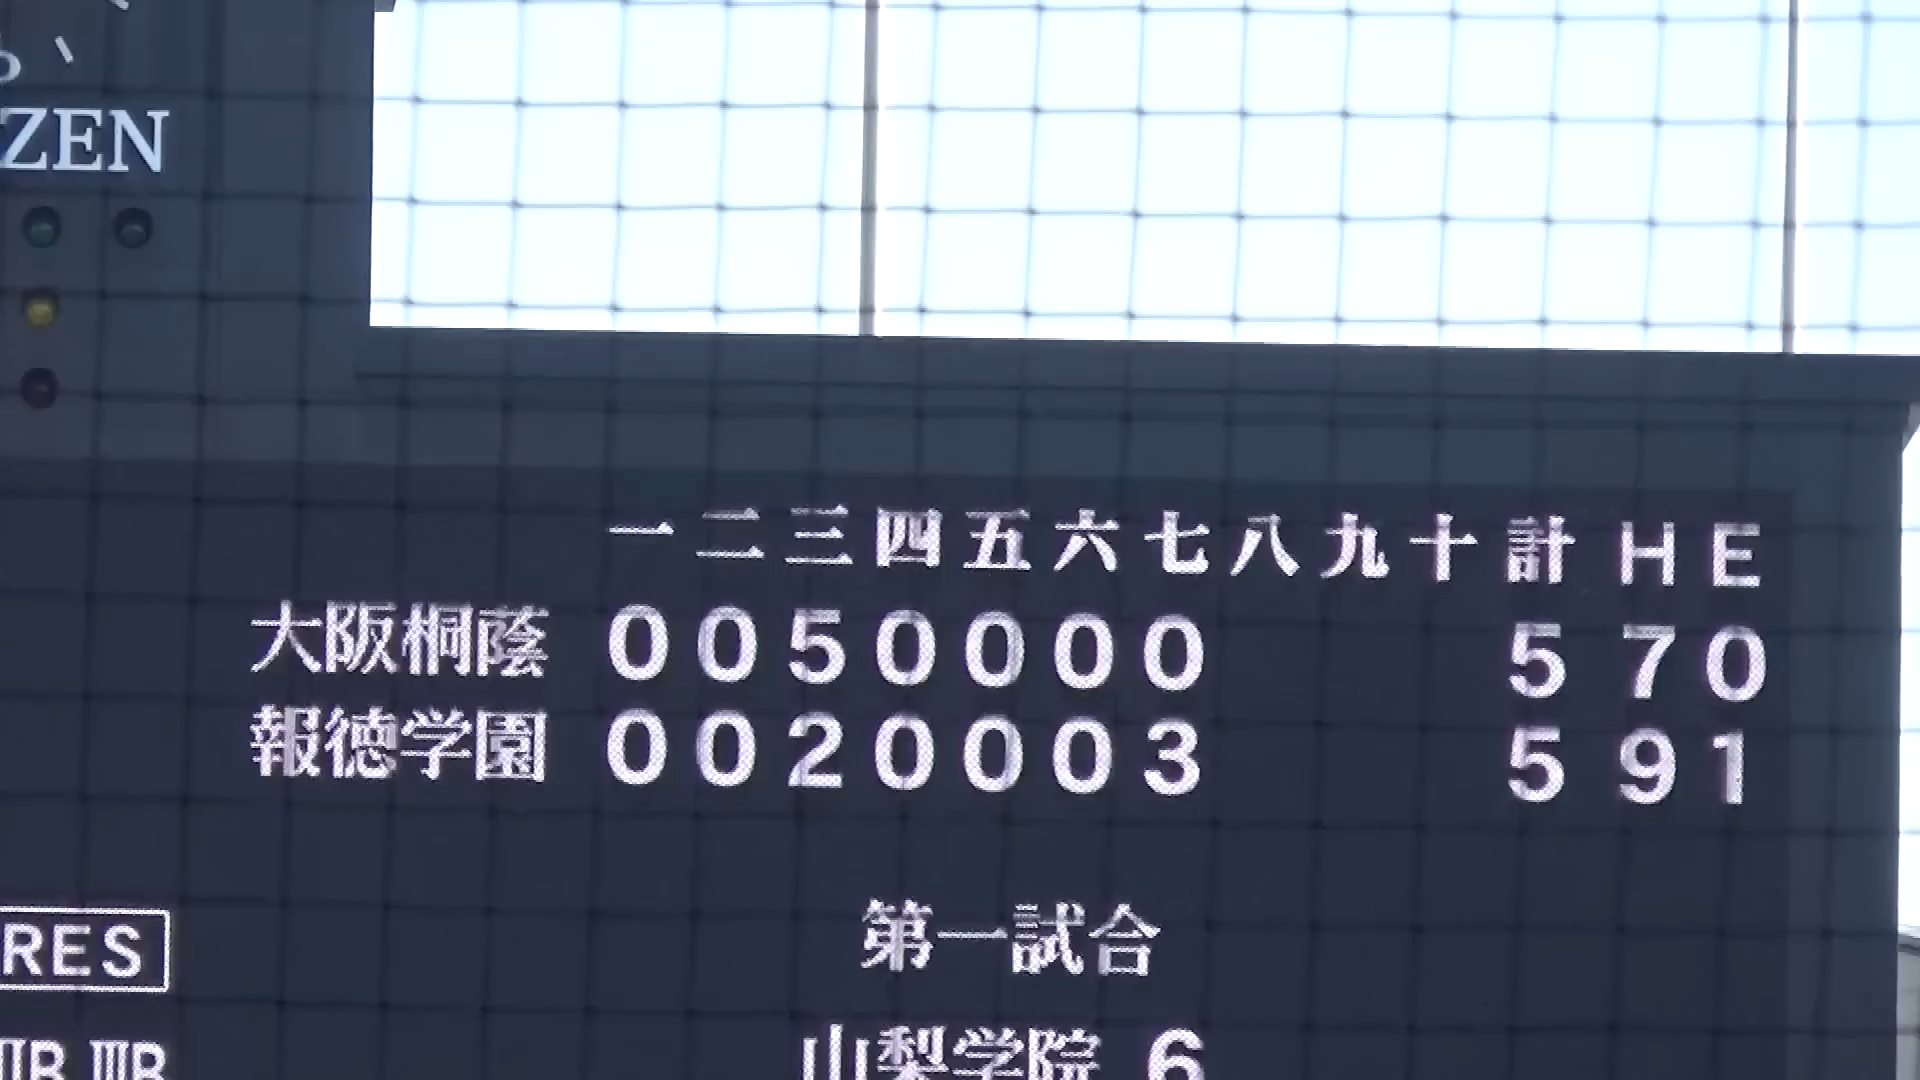 ZEN
一 二 三 四 五 六 七 八 九 十 計 H E
大阪桐蔭 0 0 5 0 0 0 0 5 7 0
報徳学園 0 0 2 0 0 0 3 5 9 1
第一試合
RES
山梨学院 6
ⅡB ⅢB